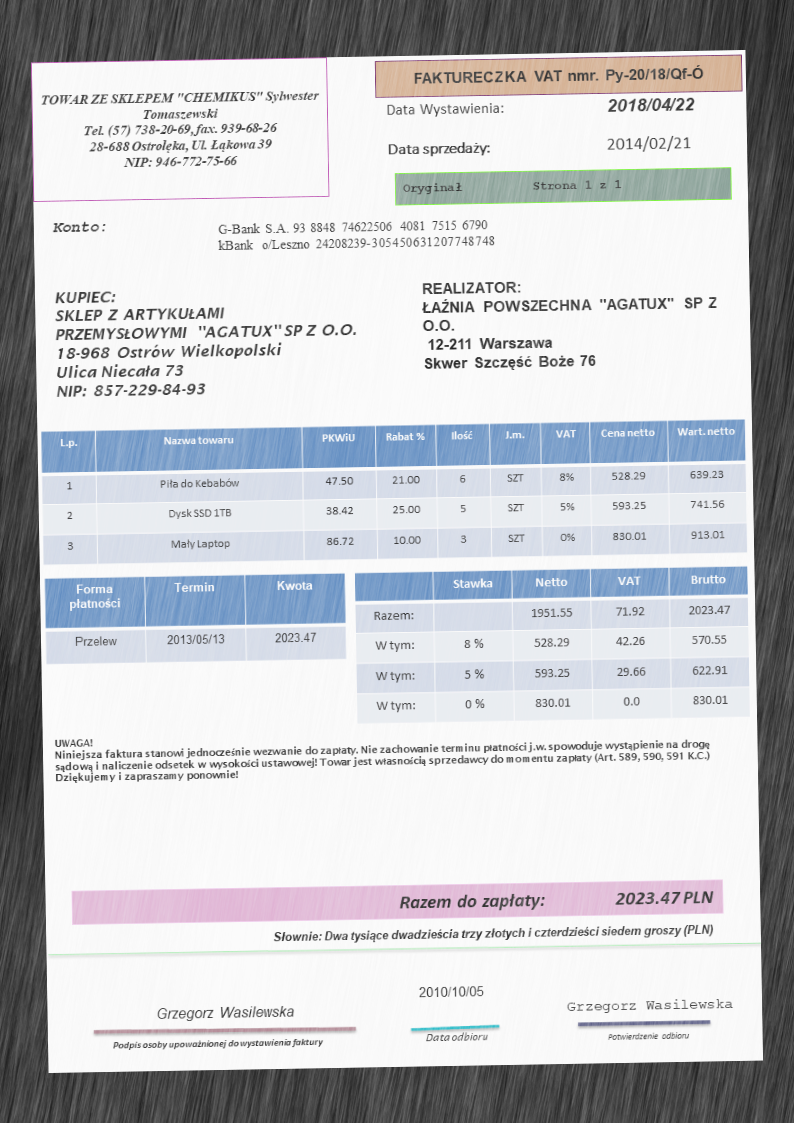 TOWAR ZE SKLEPEM "CHEMIKUS" Sylwester
Tomaszewski
Tel. (57) 738-20-69, fax. 939-68-26
28-688 Ostrołęka, Ul. Łąkowa 39
NIP: 946-772-75-66
FAKTURECZKA VAT nmr. Py-20/18/Qf-Ó
Data Wystawienia: 2018/04/22
Data sprzedaży: 2014/02/21
Oryginał Strona 1 z 1
Konto:
G-Bank S.A. 93 8848 74622506 4081 7515 6790
kBank o/Leszno 24208239-305450631207748748
KUPIEC:
SKLEP Z ARTYKUŁAMI
PRZEMYSŁOWYMI "AGATUX" SP Z O.O.
18-968 Ostrów Wielkopolski
Ulica Niecała 73
NIP: 857-229-84-93
REALIZATOR:
ŁAŹNIA POWSZECHNA "AGATUX" SP Z
O.O.
12-211 Warszawa
Skwer Szczęść Boże 76
L.p. Nazwa towaru PKWiU Rabat % Ilość J.m. VAT Cena netto Wart. netto
1 Piła do Kebabów 47.50 21.00 6 SZT 8% 528.29 639.23
2 Dysk SSD 1TB 38.42 25.00 5 SZT 5% 593.25 741.56
3 Mały Laptop 86.72 10.00 3 SZT 0% 830.01 913.01
Forma płatności Termin Kwota
Przelew 2013/05/13 2023.47
Stawka Netto VAT Brutto
Razem: 1951.55 71.92 2023.47
W tym: 8 % 528.29 42.26 570.55
W tym: 5 % 593.25 29.66 622.91
W tym: 0 % 830.01 0.0 830.01
UWAGA!
Niniejsza faktura stanowi jednocześnie wezwanie do zapłaty. Nie zachowanie terminu płatności j.w. spowoduje wystąpienie na drogę
sądową i naliczenie odsetek w wysokości ustawowej! Towar jest własnością sprzedawcy do momentu zapłaty (Art. 589, 590, 591 K.C.)
Dziękujemy i zapraszamy ponownie!
Razem do zapłaty: 2023.47 PLN
Słownie: Dwa tysiące dwadzieścia trzy złotych i czterdzieści siedem groszy (PLN)
Grzegorz Wasilewska
Podpis osoby upoważnionej do wystawienia faktury
2010/10/05
Data odbioru
Grzegorz Wasilewska
Potwierdzenie odbioru